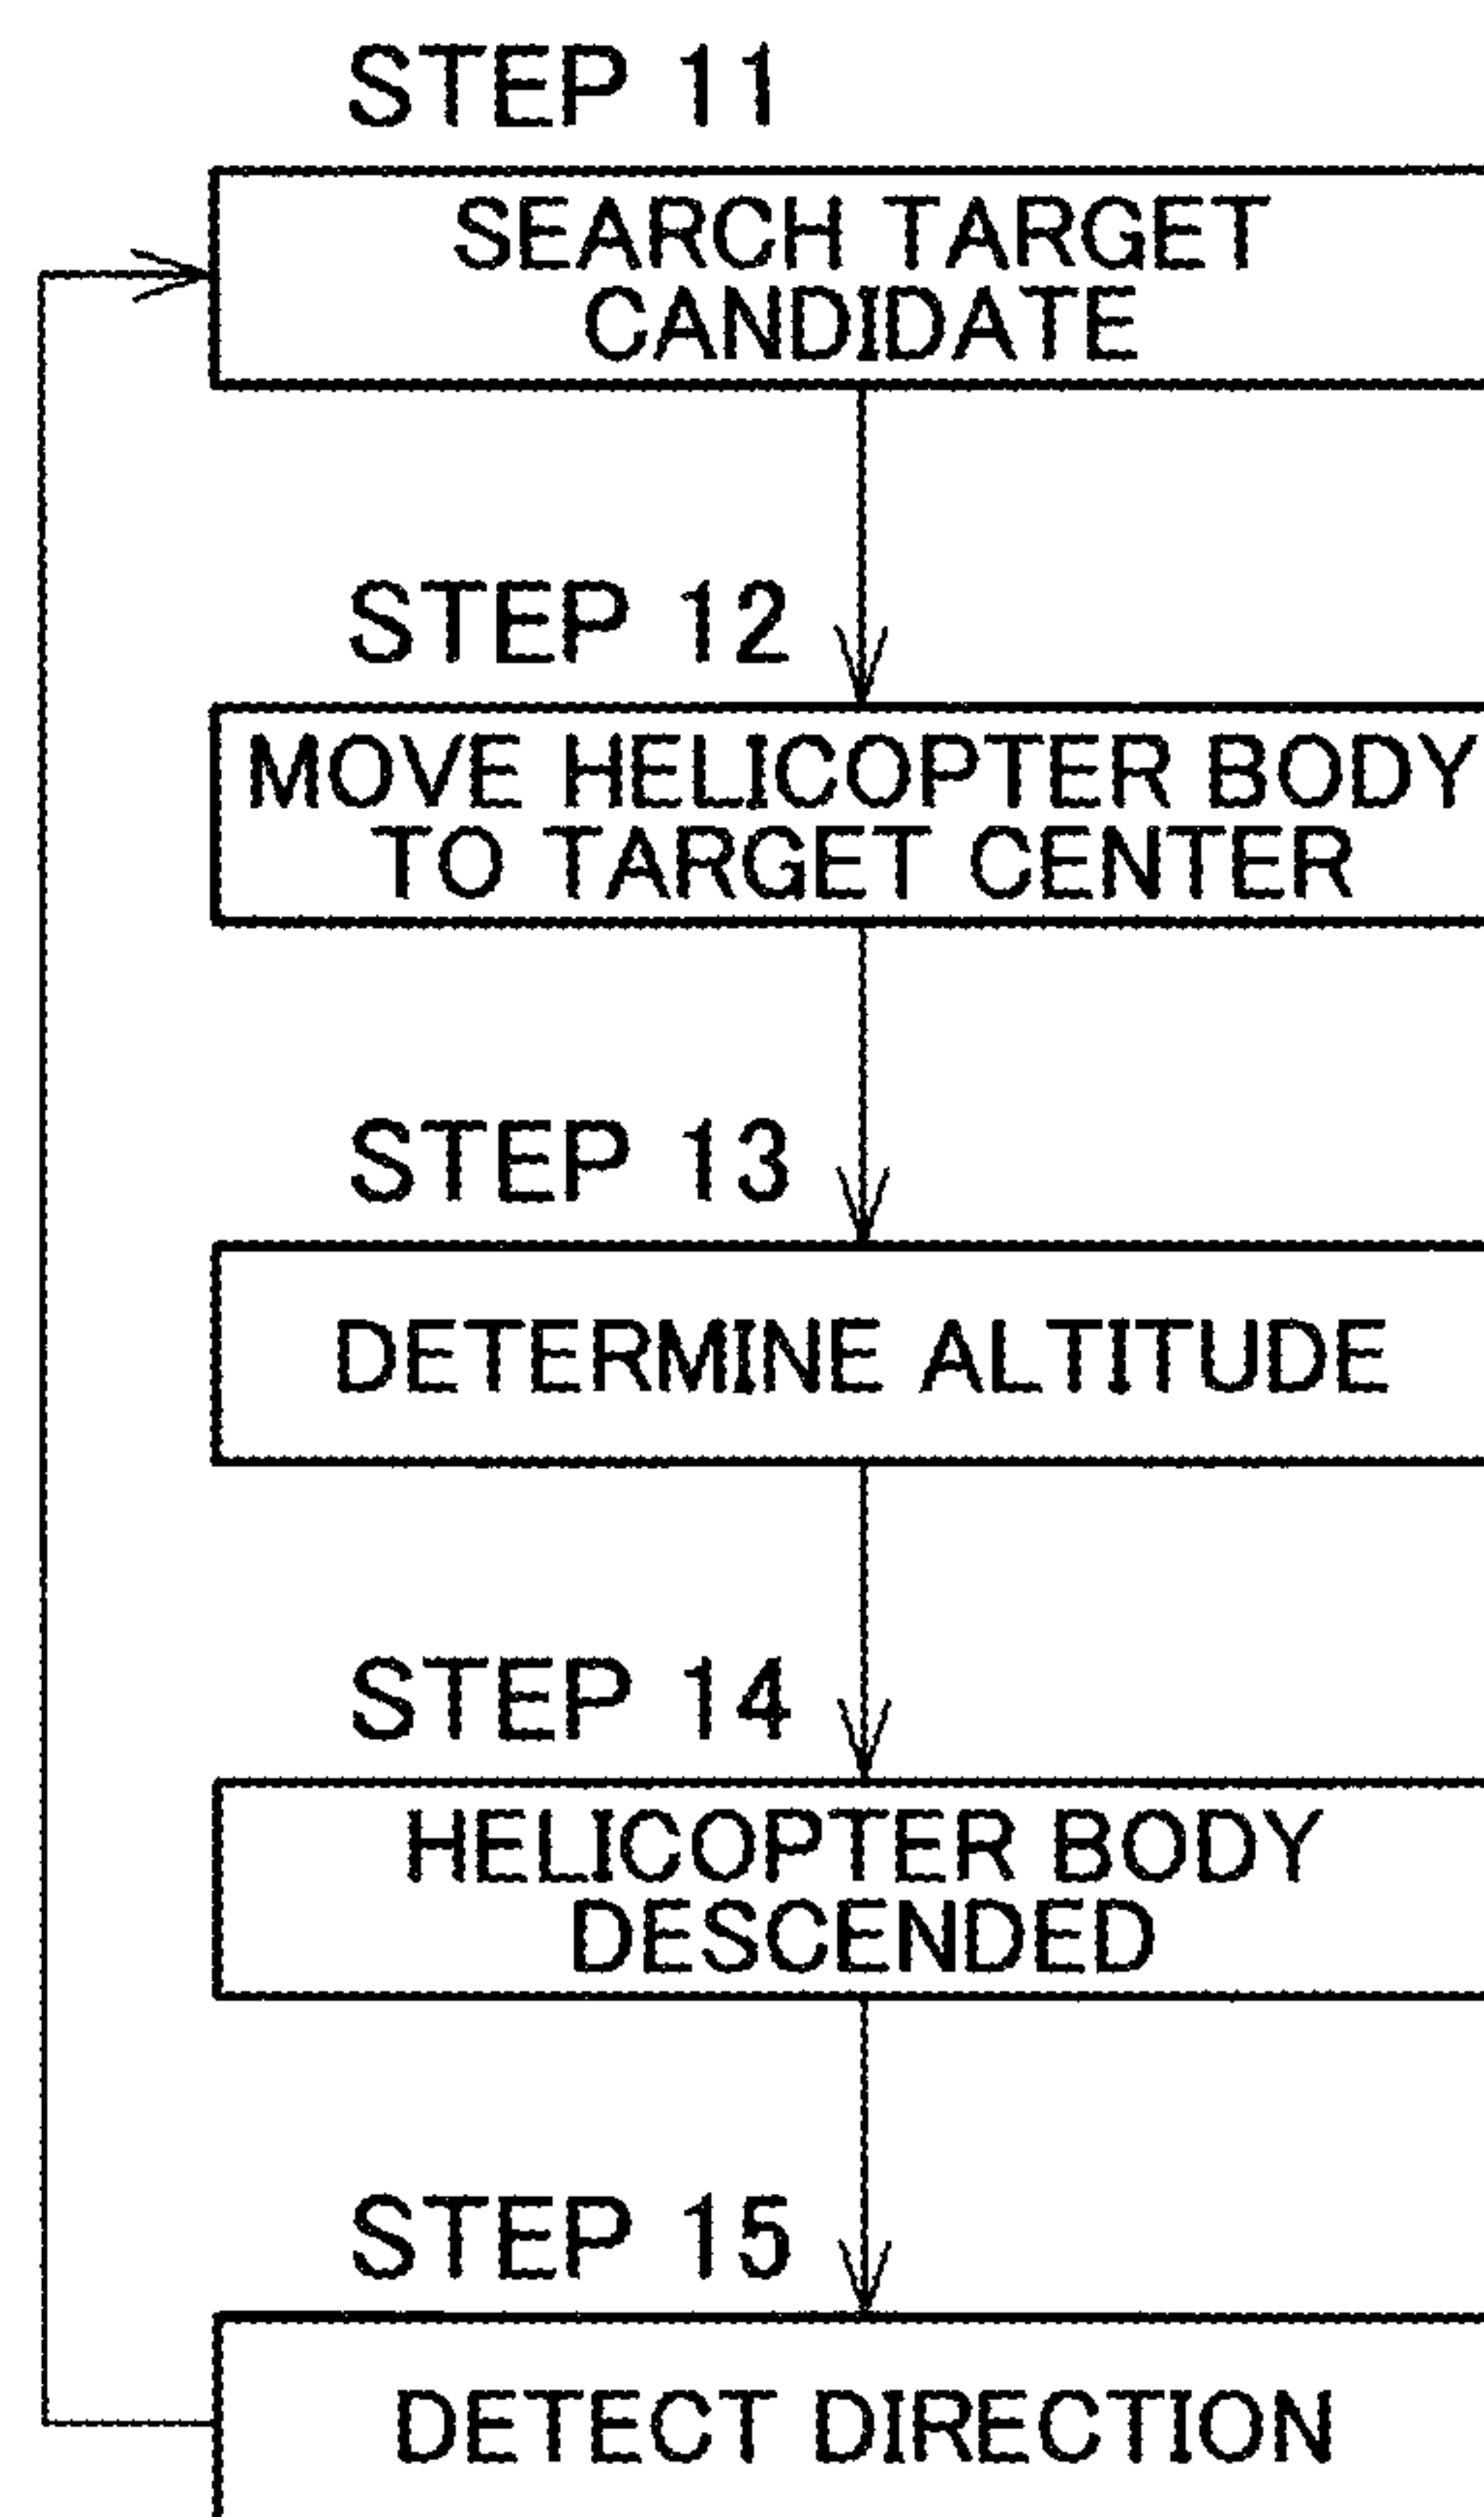 STEP 11
SEARCH TARGET
CANDIDATE
STEP 12
MOVE HELICOPTER BODY
TO TARGET CENTER
STEP 13
DETERMINE ALTITUDE
STEP 14
HELICOPTER BODY
DESCENDED
STEP 15
DETECT DIRECTION